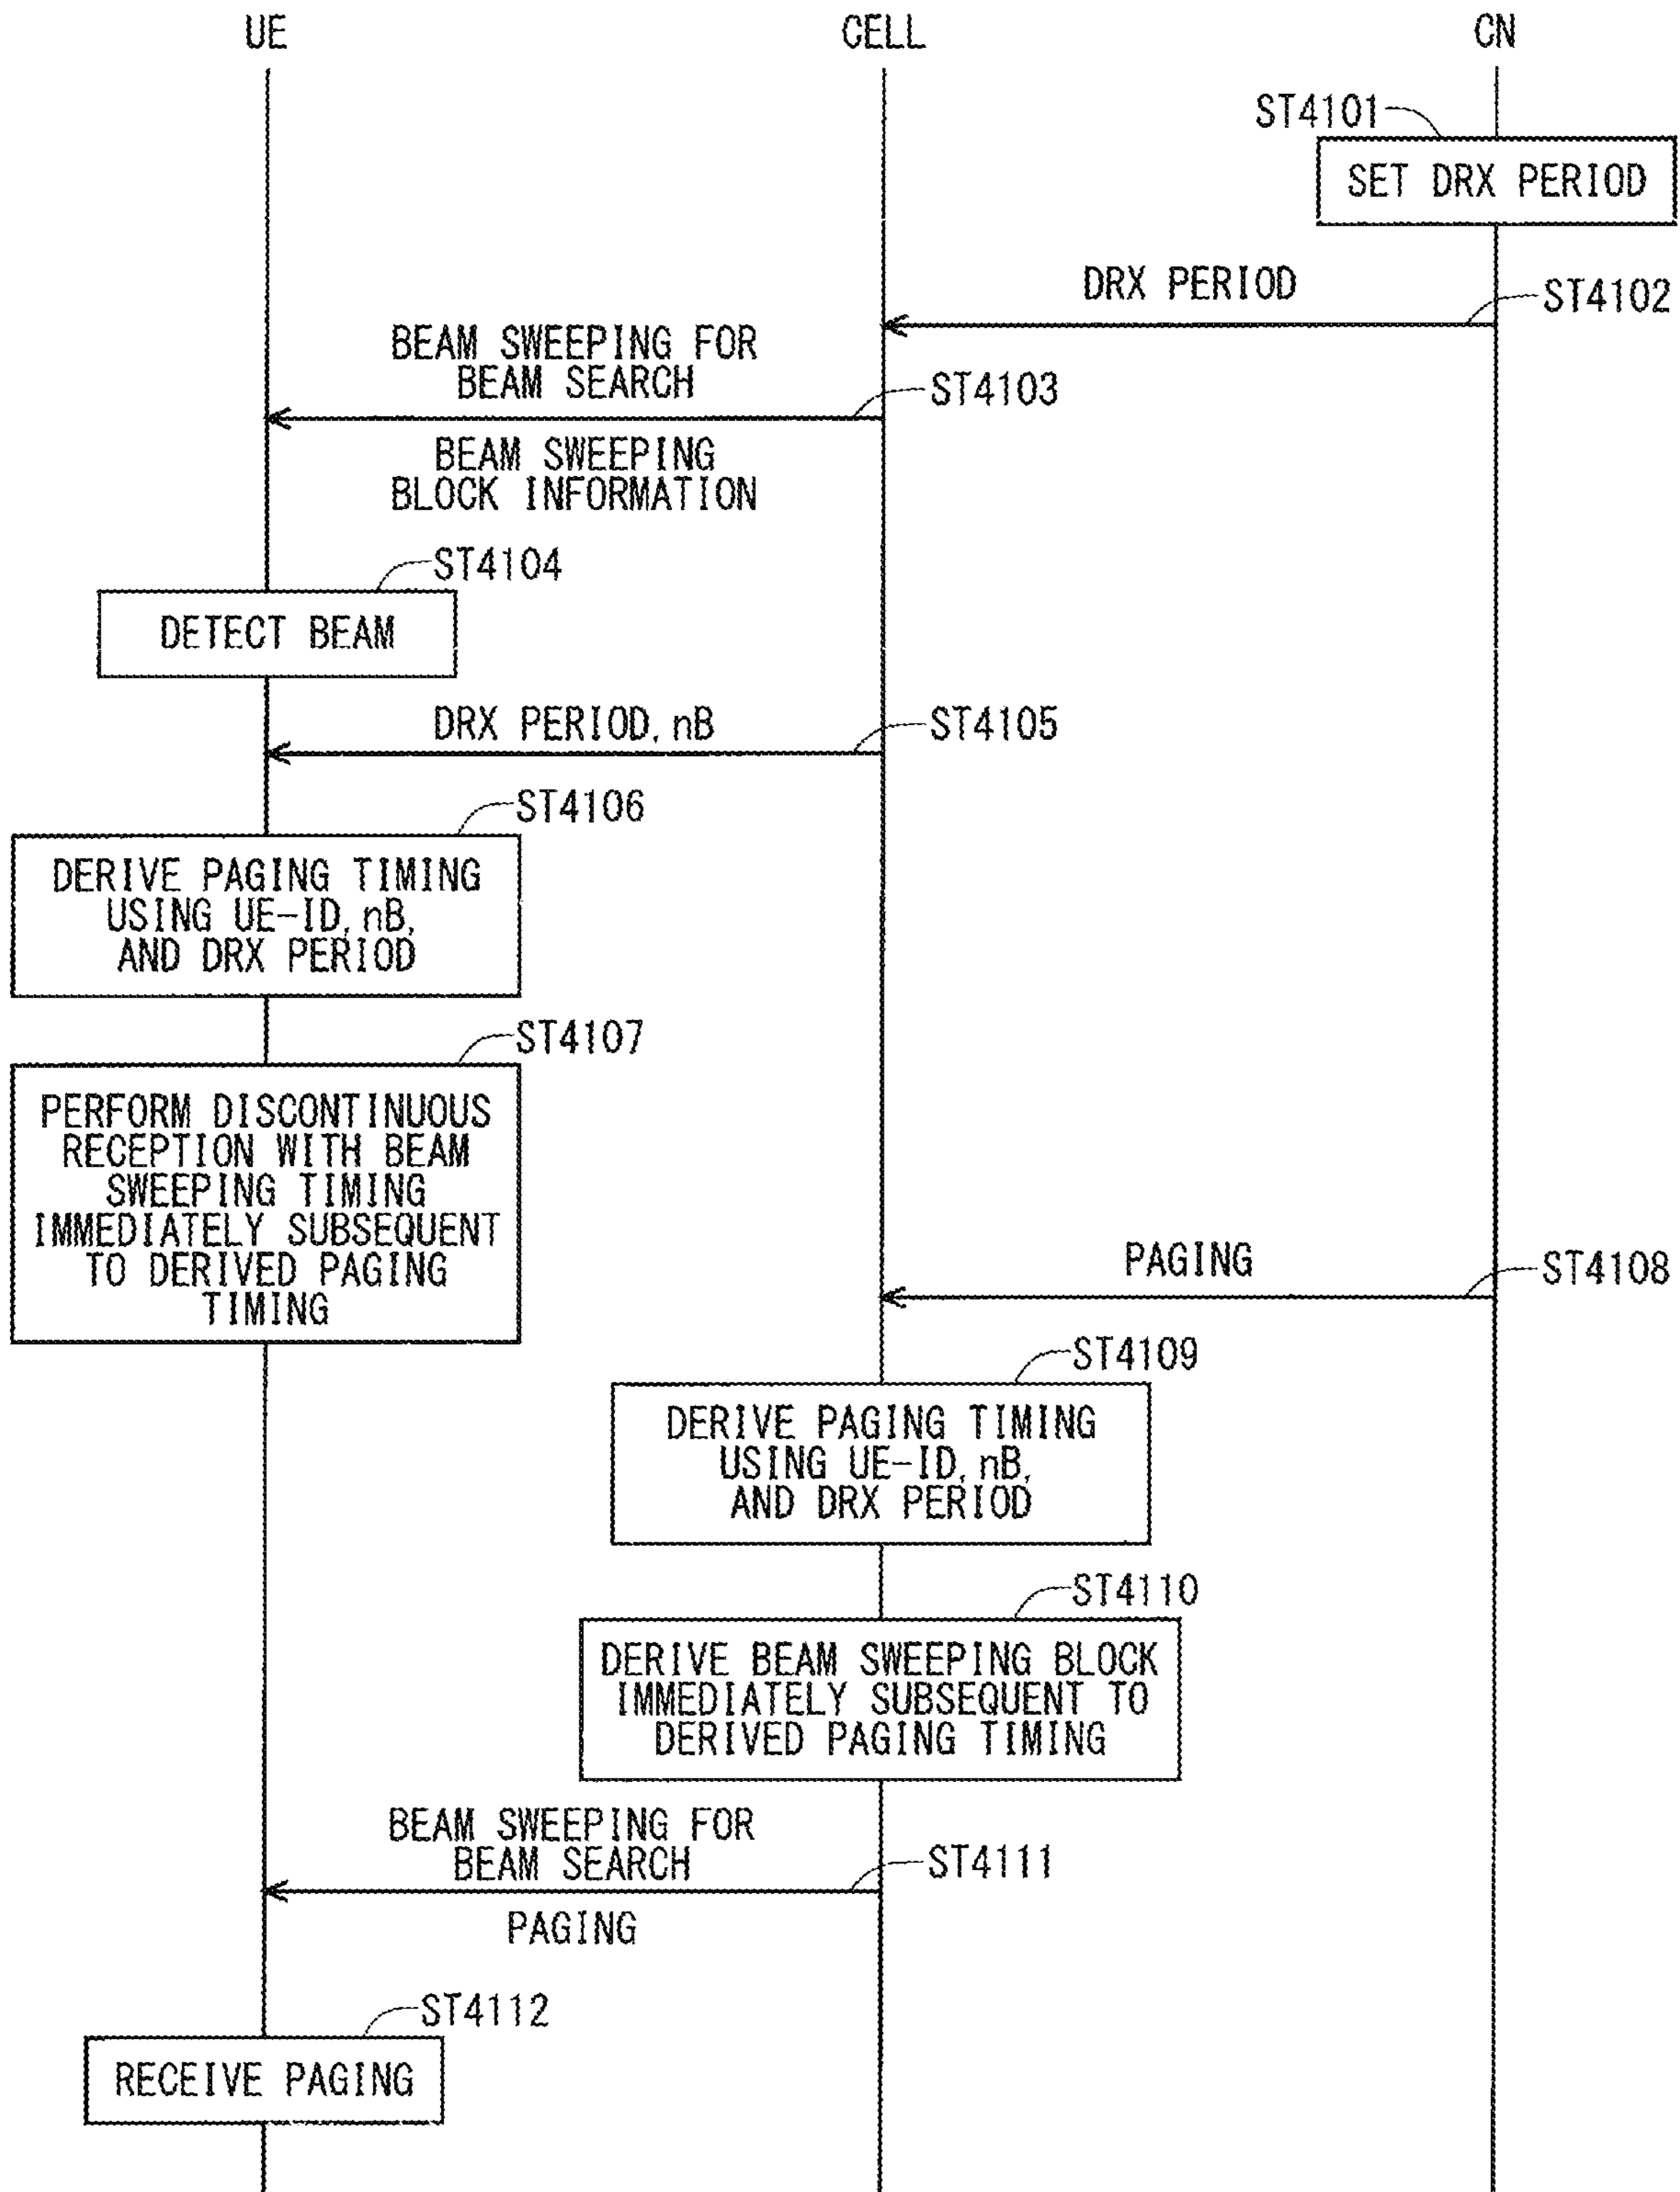 UE
CELL
CN
ST4101
SET DRX PERIOD
DRX PERIOD
ST4102
BEAM SWEEPING FOR
BEAM SEARCH
ST4103
BEAM SWEEPING
BLOCK INFORMATION
ST4104
DETECT BEAM
DRX PERIOD, nB
ST4105
ST4106
DERIVE PAGING TIMING
USING UE-ID, nB,
AND DRX PERIOD
ST4107
PERFORM DISCONTINUOUS
RECEPTION WITH BEAM
SWEEPING TIMING
IMMEDIATELY SUBSEQUENT
TO DERIVED PAGING
TIMING
PAGING
ST4108
ST4109
DERIVE PAGING TIMING
USING UE-ID, nB,
AND DRX PERIOD
ST4110
DERIVE BEAM SWEEPING BLOCK
IMMEDIATELY SUBSEQUENT TO
DERIVED PAGING TIMING
BEAM SWEEPING FOR
BEAM SEARCH
ST4111
PAGING
ST4112
RECEIVE PAGING